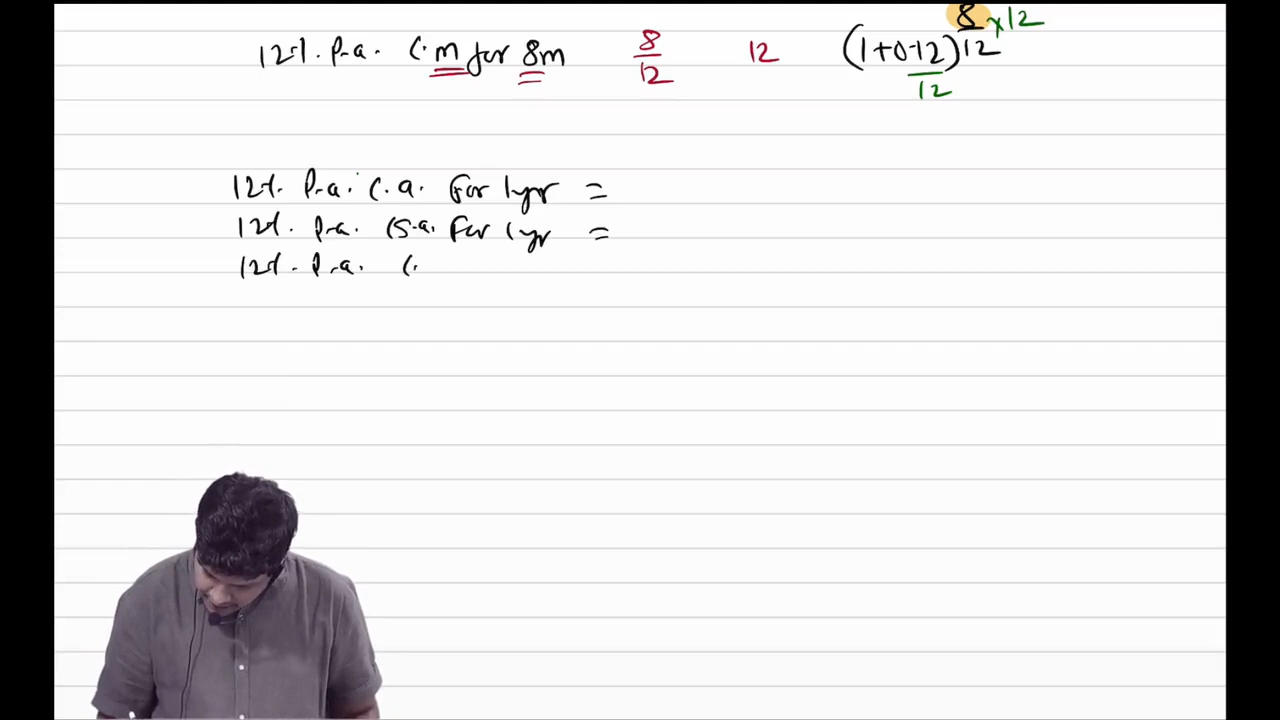 12%. P.a. C.m for 8m 8/12 12 (1+0.12/12)^8/12 x12
12%. P.a. C.a. For 1yr =
12%. P.a. C.S.a. For 1yr =
12%. P.a. C.